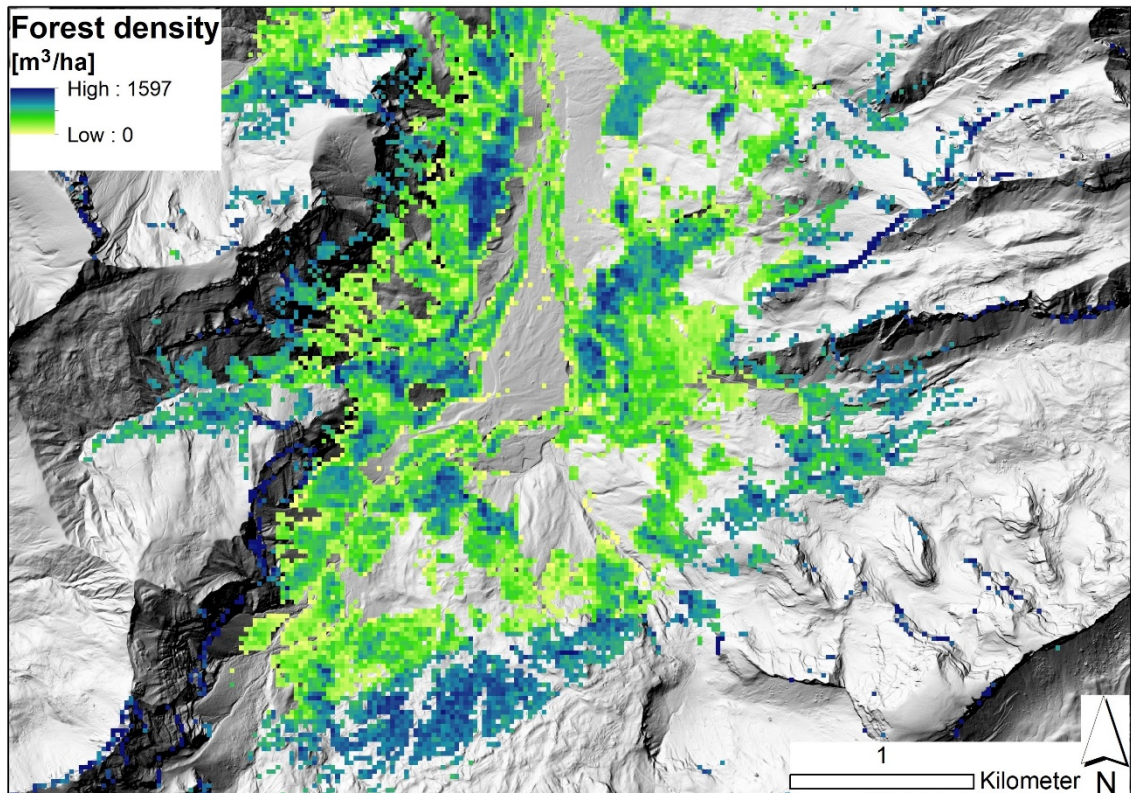 Forest density
[m³/ha]
High : 1597
Low : 0
1
Kilometer
N